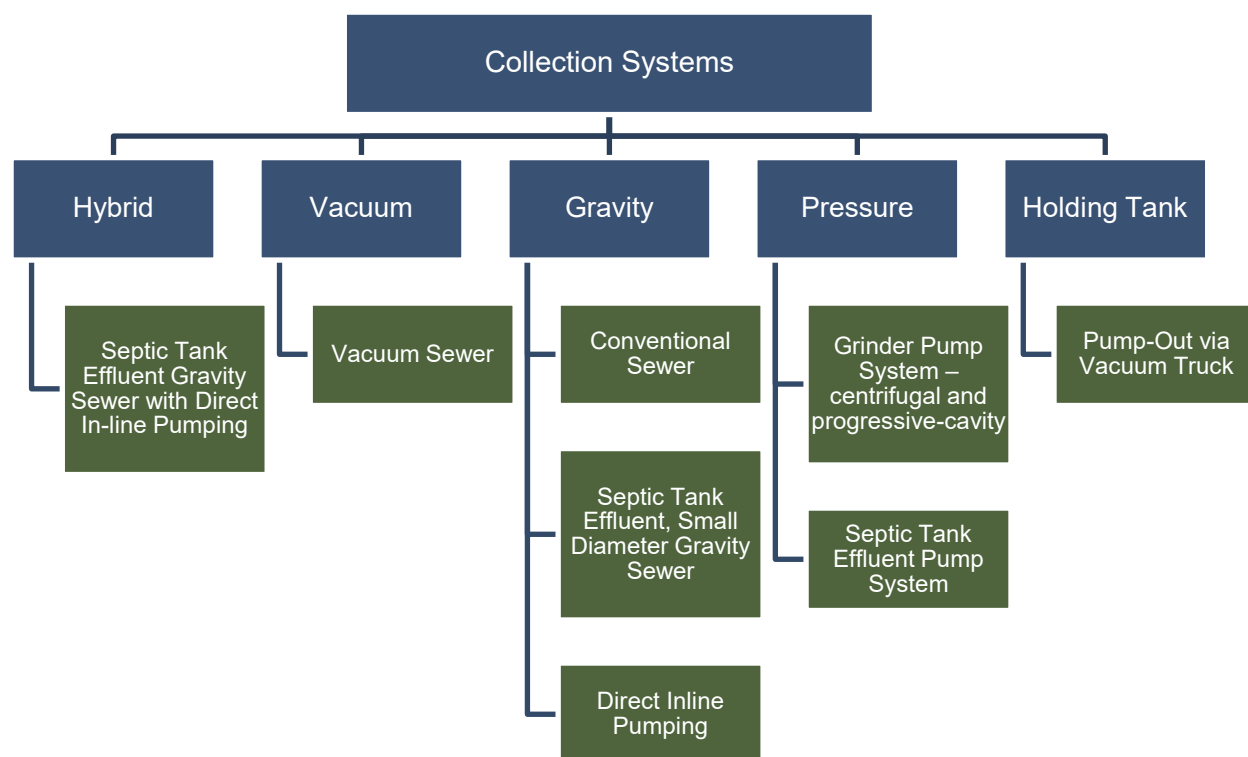 Collection Systems
Hybrid
Vacuum
Gravity
Pressure
Holding Tank
Septic Tank
Effluent Gravity
Sewer with Direct
In-line Pumping
Vacuum Sewer
Conventional
Sewer
Grinder Pump
System –
centrifugal and
progressive-cavity
Pump-Out via
Vacuum Truck
Septic Tank
Effluent, Small
Diameter Gravity
Sewer
Septic Tank
Effluent Pump
System
Direct Inline
Pumping